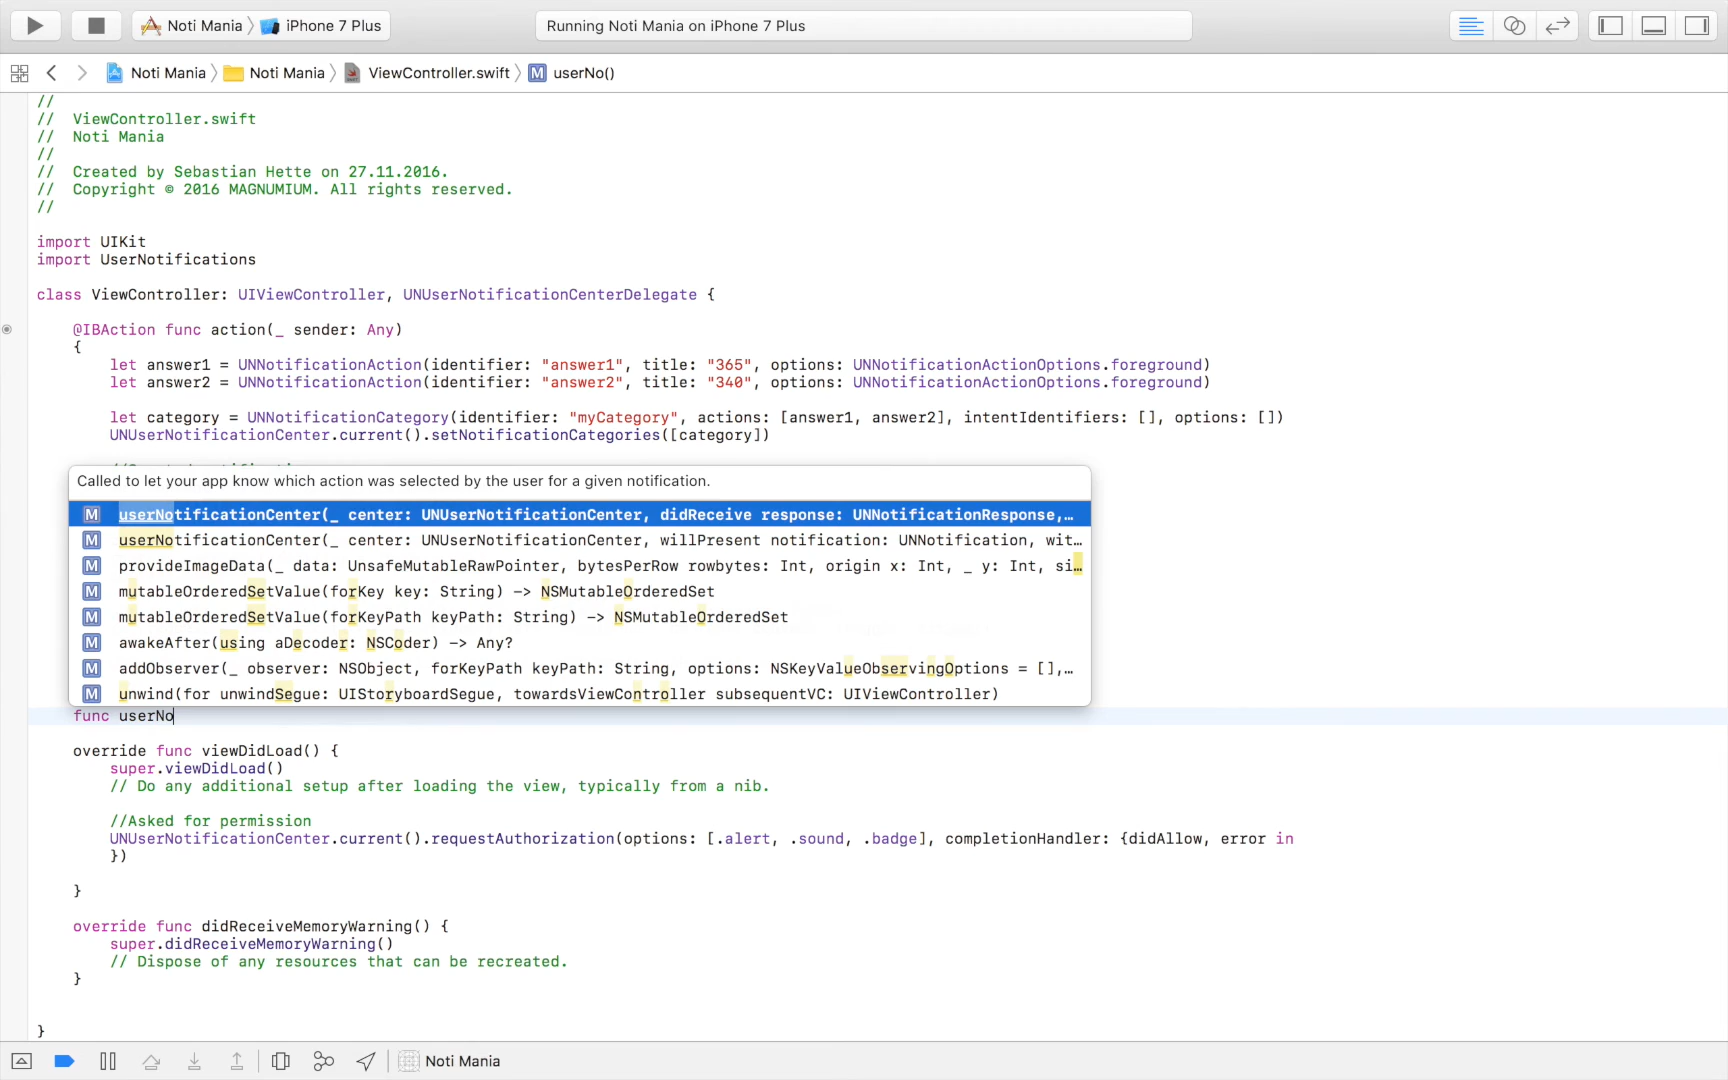 Noti Mania iPhone 7 Plus Running Noti Mania on iPhone 7 Plus
Noti Mania Noti Mania ViewController.swift M userNo()
//
//  ViewController.swift
//  Noti Mania
//
//  Created by Sebastian Hette on 27.11.2016.
//  Copyright © 2016 MAGNUMIUM. All rights reserved.
//
import UIKit
import UserNotifications
class ViewController: UIViewController, UNUserNotificationCenterDelegate {
@IBAction func action(_ sender: Any)
{
let answer1 = UNNotificationAction(identifier: "answer1", title: "365", options: UNNotificationActionOptions.foreground)
let answer2 = UNNotificationAction(identifier: "answer2", title: "340", options: UNNotificationActionOptions.foreground)
let category = UNNotificationCategory(identifier: "myCategory", actions: [answer1, answer2], intentIdentifiers: [], options: [])
UNUserNotificationCenter.current().setNotificationCategories([category])
Called to let your app know which action was selected by the user for a given notification.
M userNotificationCenter(_ center: UNUserNotificationCenter, didReceive response: UNNotificationResponse,…
M userNotificationCenter(_ center: UNUserNotificationCenter, willPresent notification: UNNotification, wit…
M provideImageData(_ data: UnsafeMutableRawPointer, bytesPerRow rowbytes: Int, origin x: Int, _ y: Int, si…
M mutableOrderedSetValue(forKey key: String) -> NSMutableOrderedSet
M mutableOrderedSetValue(forKeyPath keyPath: String) -> NSMutableOrderedSet
M awakeAfter(using aDecoder: NSCoder) -> Any?
M addObserver(_ observer: NSObject, forKeyPath keyPath: String, options: NSKeyValueObservingOptions = [],…
M unwind(for unwindSegue: UIStoryboardSegue, towardsViewController subsequentVC: UIViewController)
func userNo
override func viewDidLoad() {
super.viewDidLoad()
// Do any additional setup after loading the view, typically from a nib.
//Asked for permission
UNUserNotificationCenter.current().requestAuthorization(options: [.alert, .sound, .badge], completionHandler: {didAllow, error in
})
}
override func didReceiveMemoryWarning() {
super.didReceiveMemoryWarning()
// Dispose of any resources that can be recreated.
}
}
Noti Mania